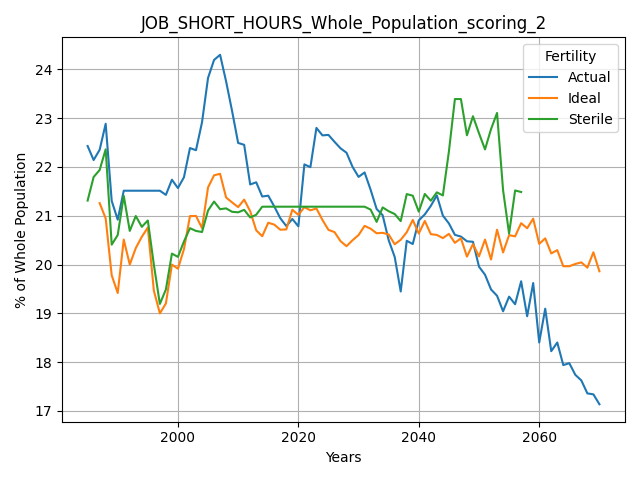 JOB_SHORT_HOURS_Whole_Population_scoring_2
Fertility
Actual
Ideal
Sterile
% of Whole Population
24
23
22
21
20
19
18
17
2000
2020
2040
2060
Years